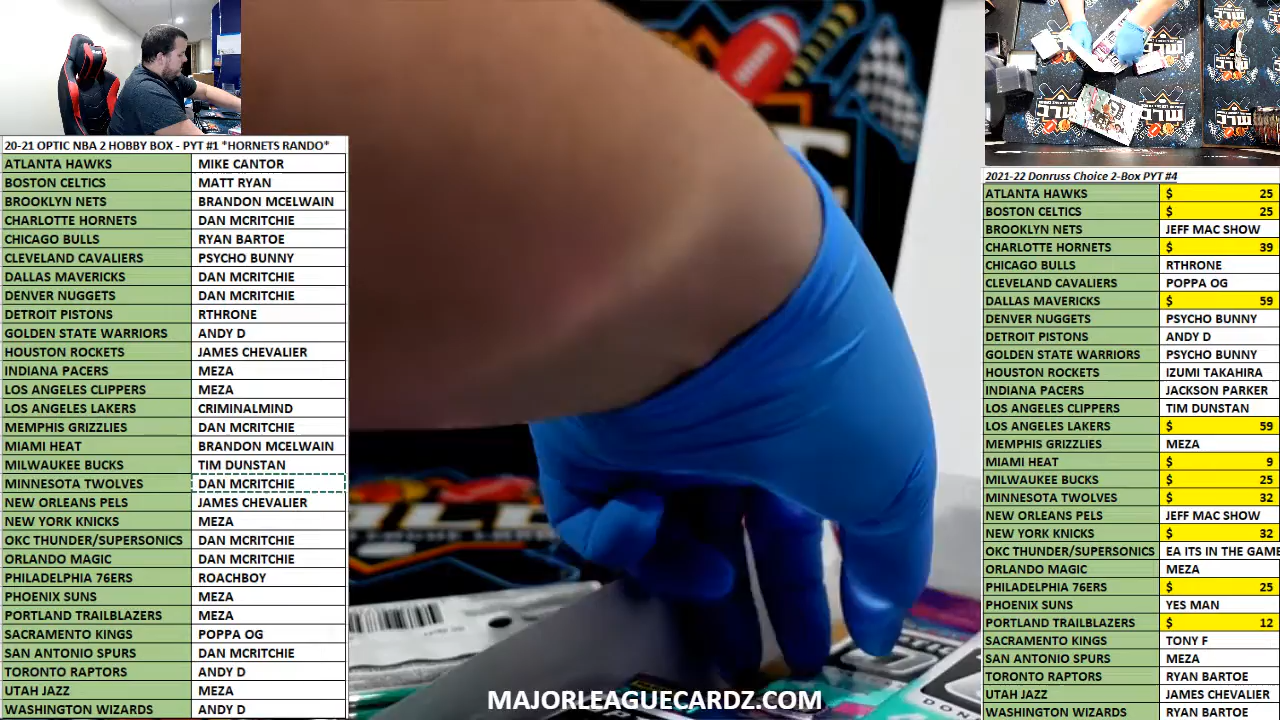 20-21 OPTIC NBA 2 HOBBY BOX - PYT #1 *HORNETS RANDO*
ATLANTA HAWKS MIKE CANTOR
BOSTON CELTICS MATT RYAN
BROOKLYN NETS BRANDON MCELWAIN
CHARLOTTE HORNETS DAN MCRITCHIE
CHICAGO BULLS RYAN BARTOE
CLEVELAND CAVALIERS PSYCHO BUNNY
DALLAS MAVERICKS DAN MCRITCHIE
DENVER NUGGETS DAN MCRITCHIE
DETROIT PISTONS RTHRONE
GOLDEN STATE WARRIORS ANDY D
HOUSTON ROCKETS JAMES CHEVALIER
INDIANA PACERS MEZA
LOS ANGELES CLIPPERS MEZA
LOS ANGELES LAKERS CRIMINALMIND
MEMPHIS GRIZZLIES DAN MCRITCHIE
MIAMI HEAT BRANDON MCELWAIN
MILWAUKEE BUCKS TIM DUNSTAN
MINNESOTA TWOLVES DAN MCRITCHIE
NEW ORLEANS PELS JAMES CHEVALIER
NEW YORK KNICKS MEZA
OKC THUNDER/SUPERSONICS DAN MCRITCHIE
ORLANDO MAGIC DAN MCRITCHIE
PHILADELPHIA 76ERS ROACHBOY
PHOENIX SUNS MEZA
PORTLAND TRAILBLAZERS MEZA
SACRAMENTO KINGS POPPA OG
SAN ANTONIO SPURS DAN MCRITCHIE
TORONTO RAPTORS ANDY D
UTAH JAZZ MEZA
WASHINGTON WIZARDS ANDY D
2021-22 Donruss Choice 2-Box PYT #4
ATLANTA HAWKS $ 25
BOSTON CELTICS $ 25
BROOKLYN NETS JEFF MAC SHOW
CHARLOTTE HORNETS $ 39
CHICAGO BULLS RTHRONE
CLEVELAND CAVALIERS POPPA OG
DALLAS MAVERICKS $ 59
DENVER NUGGETS PSYCHO BUNNY
DETROIT PISTONS ANDY D
GOLDEN STATE WARRIORS PSYCHO BUNNY
HOUSTON ROCKETS IZUMI TAKAHIRA
INDIANA PACERS JACKSON PARKER
LOS ANGELES CLIPPERS TIM DUNSTAN
LOS ANGELES LAKERS $ 59
MEMPHIS GRIZZLIES MEZA
MIAMI HEAT $ 9
MILWAUKEE BUCKS $ 25
MINNESOTA TWOLVES $ 32
NEW ORLEANS PELS JEFF MAC SHOW
NEW YORK KNICKS $ 32
OKC THUNDER/SUPERSONICS EA ITS IN THE GAME
ORLANDO MAGIC MEZA
PHILADELPHIA 76ERS $ 25
PHOENIX SUNS YES MAN
PORTLAND TRAILBLAZERS $ 12
SACRAMENTO KINGS TONY F
SAN ANTONIO SPURS MEZA
TORONTO RAPTORS RYAN BARTOE
UTAH JAZZ JAMES CHEVALIER
WASHINGTON WIZARDS RYAN BARTOE
MAJORLEAGUECARDZ.COM